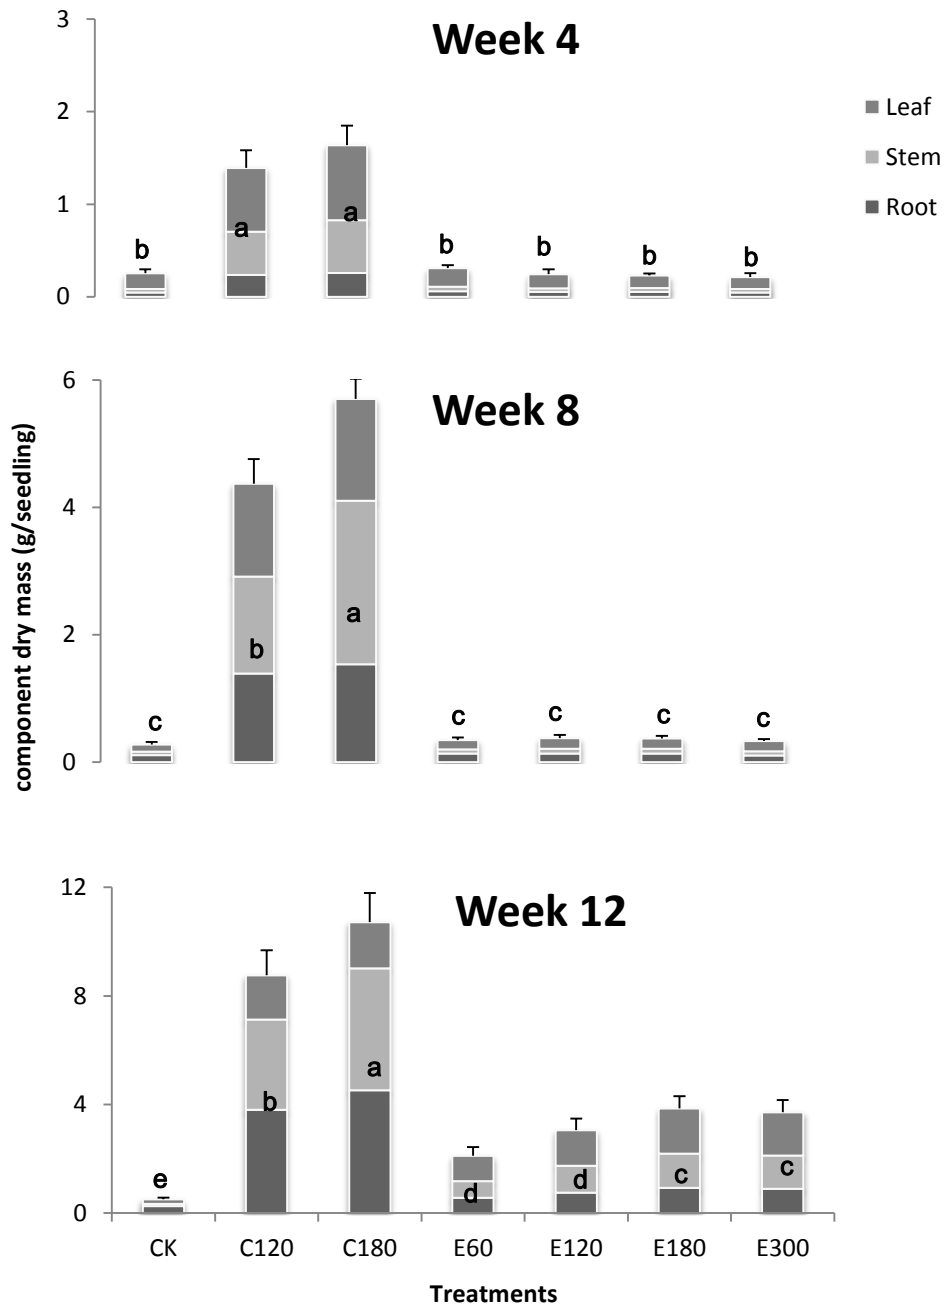 Week 4
3
2
1
0
b
a
a
b
b
b
b
Leaf
Stem
Root
component dry mass (g/seedling)
Week 8
6
4
2
0
c
b
a
c
c
c
c
Week 12
12
8
4
0
e
b
a
d
d
c
c
CK C120 C180 E60 E120 E180 E300
Treatments